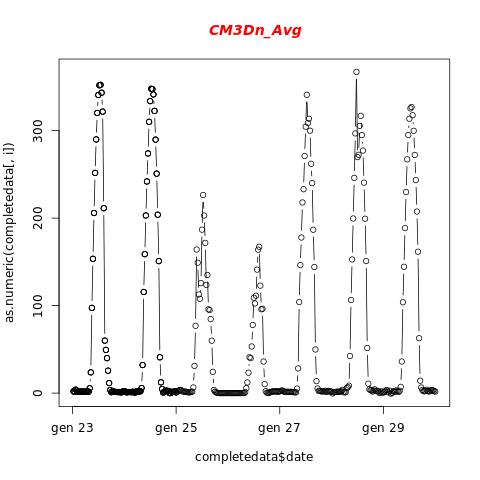 CM3Dn_Avg
as.numeric(completedata[, i])
300
200
100
0
gen 23
gen 25
gen 27
gen 29
completedata$date